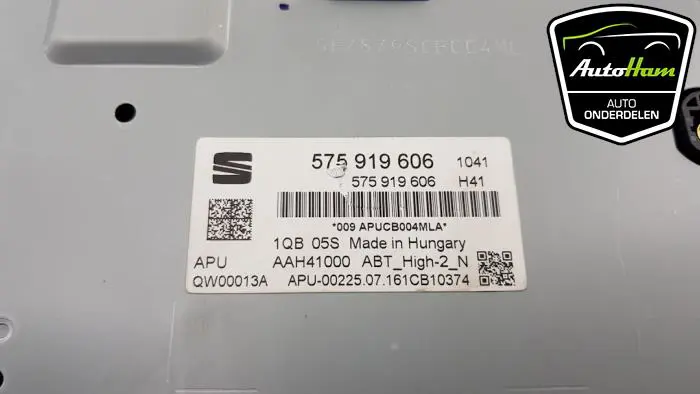 AutoHam
AUTO
ONDERDELEN
575 919 606 1041
575 919 606 H41
*009 APUCB004MLA*
1QB 05S Made in Hungary
APU AAH41000 ABT_High-2_N
QW00013A APU-00225.07.161CB10374